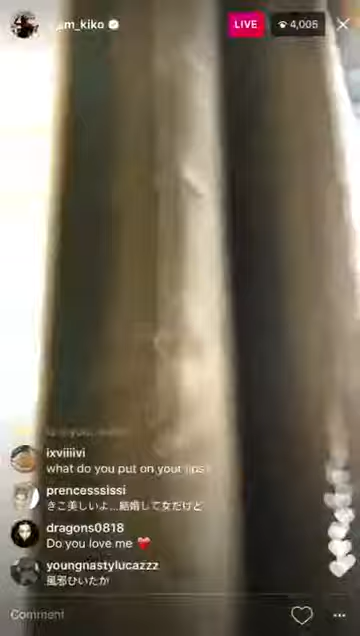 _m_kiko
LIVE
4,005
ixviiiivi
what do you put on your lips?
prencesssissi
きこ美しいよ...結婚して女だけど
dragons0818
Do you love me ❤️
youngnastylucazzz
風邪ひいたか
Comment